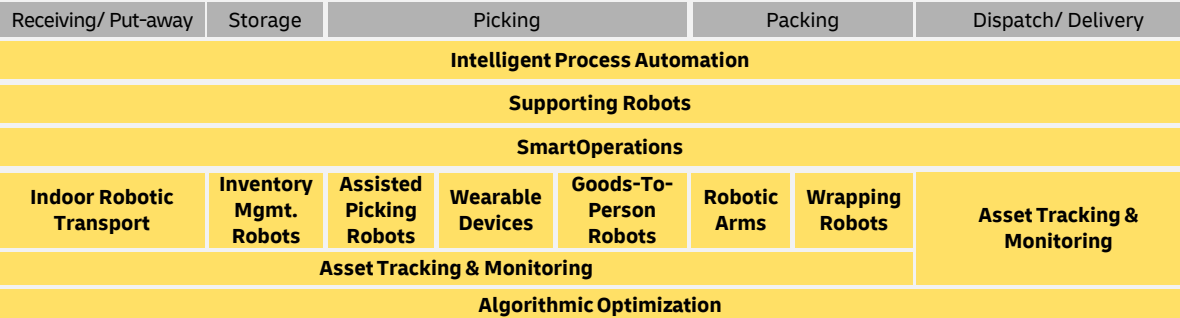 Receiving/ Put-away Storage Picking Packing Dispatch/ Delivery
Intelligent Process Automation
Supporting Robots
SmartOperations
Indoor Robotic
Transport
Inventory
Mgmt.
Robots
Assisted
Picking
Robots
Wearable
Devices
Goods-To-
Person
Robots
Robotic
Arms
Wrapping
Robots
Asset Tracking &
Monitoring
Asset Tracking & Monitoring
Algorithmic Optimization